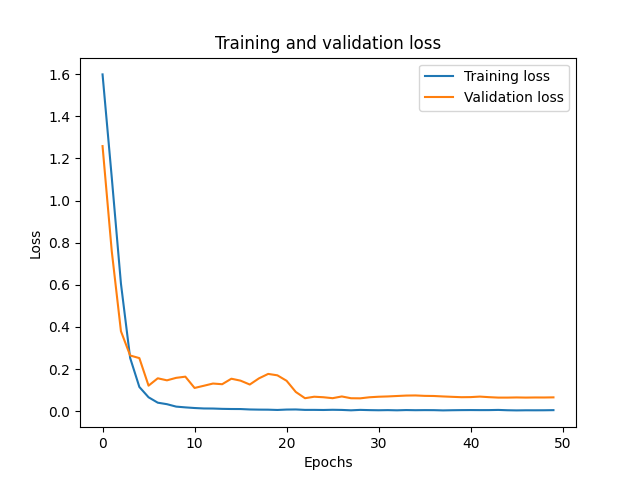 Training and validation loss
Training loss
Validation loss
Loss
1.6
1.4
1.2
1.0
0.8
0.6
0.4
0.2
0.0
0 10 20 30 40 50
Epochs